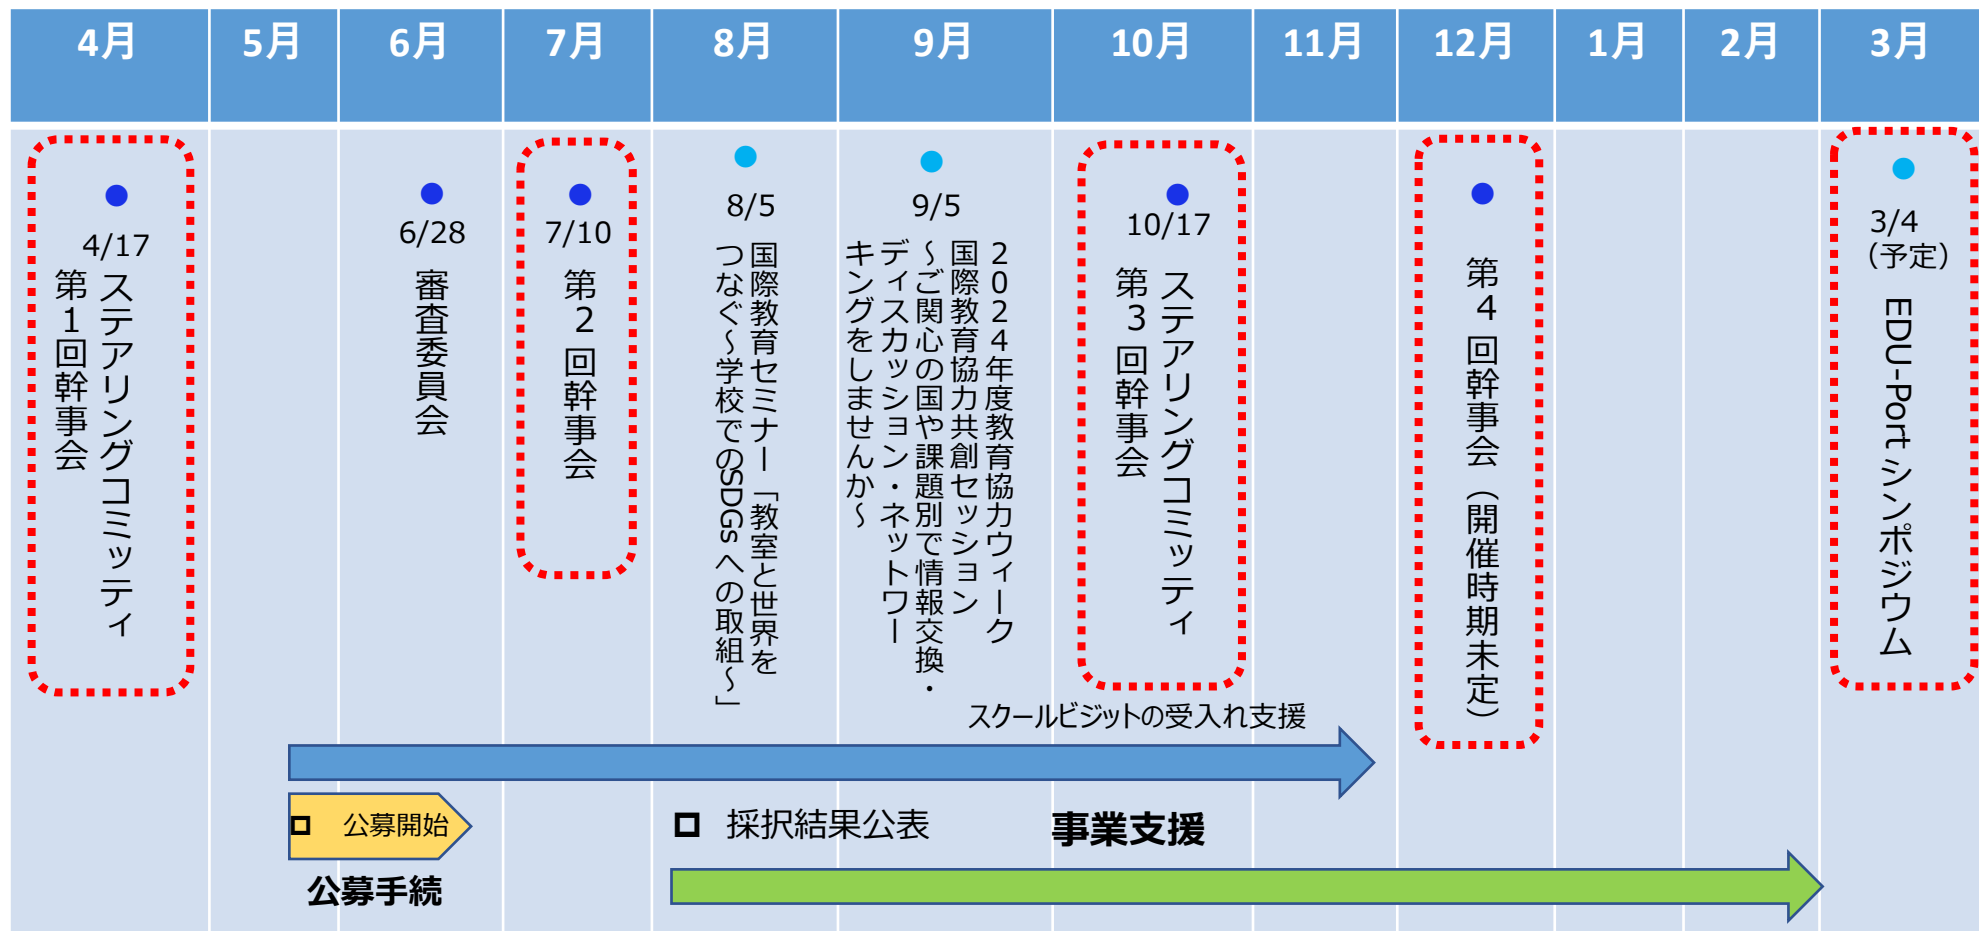 4月
5月
6月
7月
8月
9月
10月
11月
12月
1月
2月
3月
4/17
ステアリングコミッティ
第１回幹事会
6/28
審査委員会
7/10
第２回幹事会
8/5
国際教育セミナー「教室と世界を
つなぐ～学校でのSDGsへの取組～」
9/5
２０２４年度教育協力ウィーク
国際教育協力共創セッション
～ご関心の国や課題別で情報交換・
ディスカッション・ネットワー
キングをしませんか～
10/17
ステアリングコミッティ
第３回幹事会
第４回幹事会（開催時期未定）
3/4
（予定）
EDU-Portシンポジウム
スクールビジットの受入れ支援
公募開始
公募手続
採択結果公表
事業支援